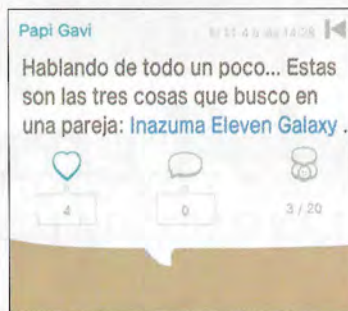 Papi Gavi
Hablando de todo un poco... Estas
son las tres cosas que busco en
una pareja: Inazuma Eleven Galaxy .
4 0 3 / 20